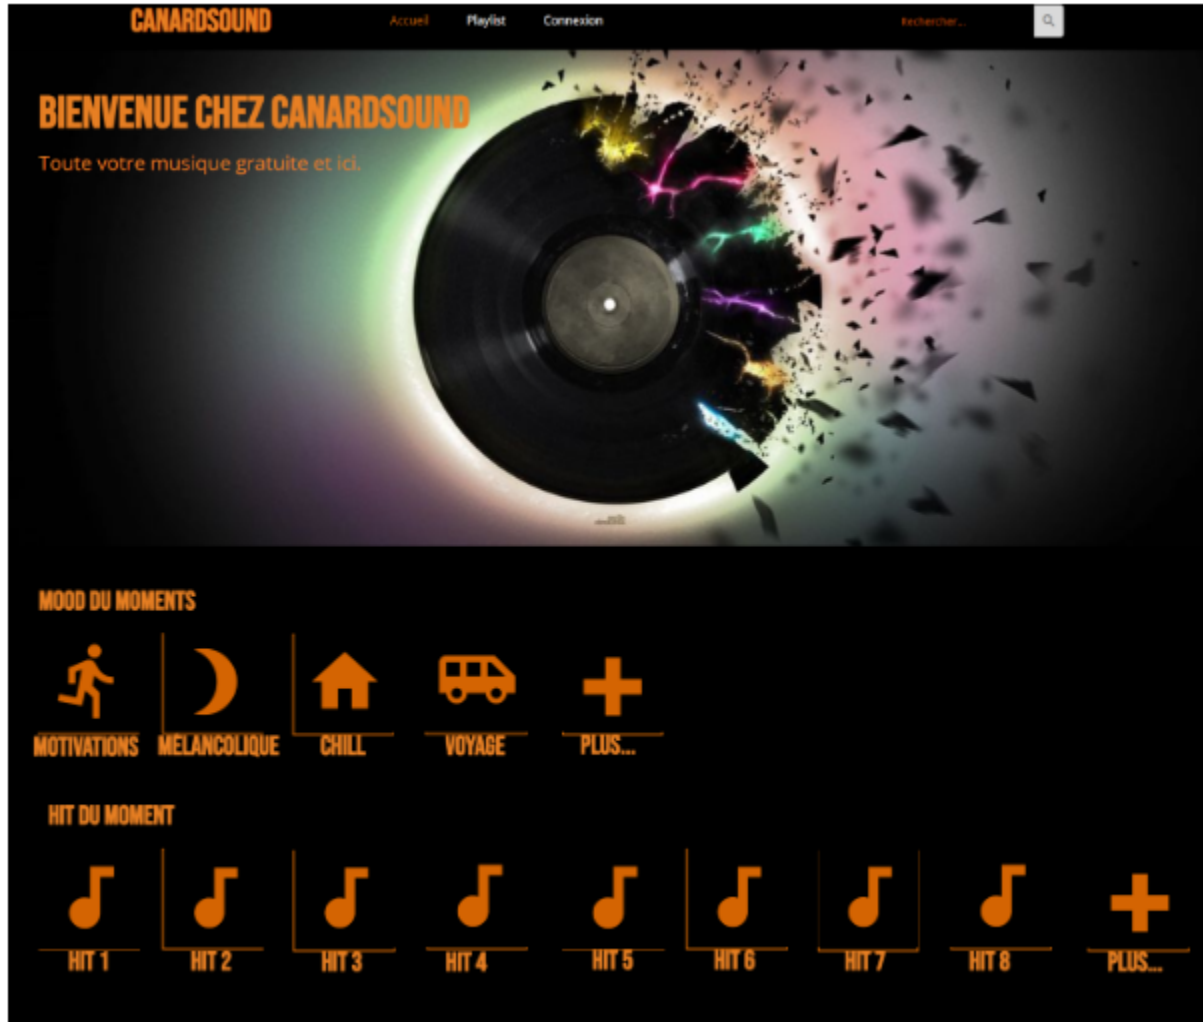 CANARDSOUND
Accueil Playlist Connexion Rechercher...
BIENVENUE CHEZ CANARDSOUND
Toute votre musique gratuite et ici.
MOOD DU MOMENTS
MOTIVATIONS MELANCOLIQUE CHILL VOYAGE PLUS...
HIT DU MOMENT
HIT 1 HIT 2 HIT 3 HIT 4 HIT 5 HIT 6 HIT 7 HIT 8 PLUS...